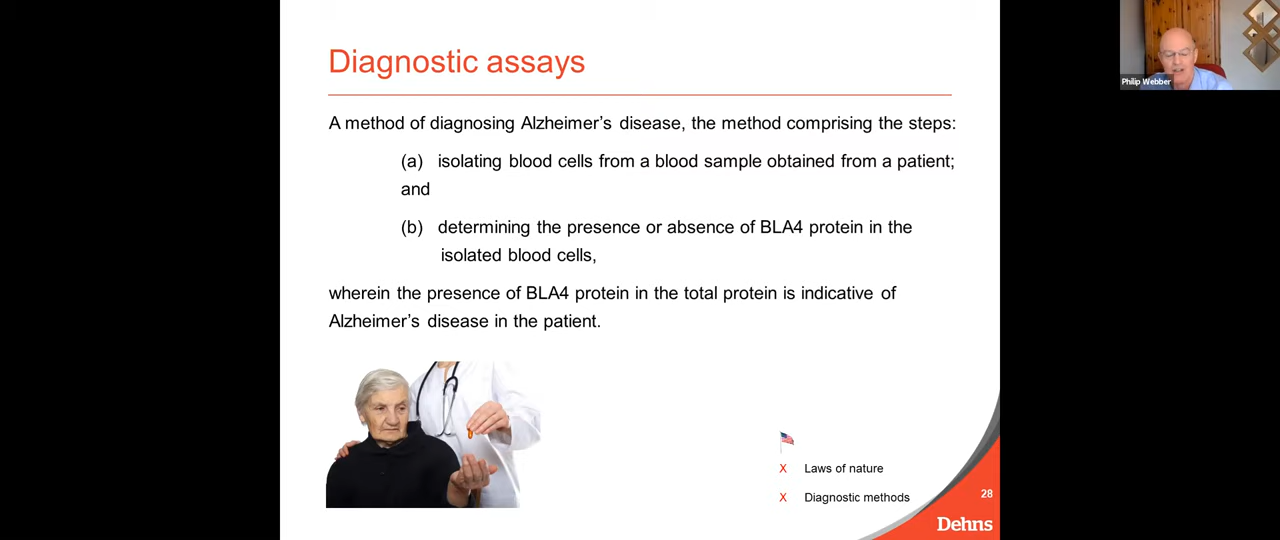 Diagnostic assays
A method of diagnosing Alzheimer’s disease, the method comprising the steps:
(a) isolating blood cells from a blood sample obtained from a patient;
and
(b) determining the presence or absence of BLA4 protein in the
isolated blood cells,
wherein the presence of BLA4 protein in the total protein is indicative of
Alzheimer’s disease in the patient.
X Laws of nature
X Diagnostic methods
28
Dehns
Philip Webber